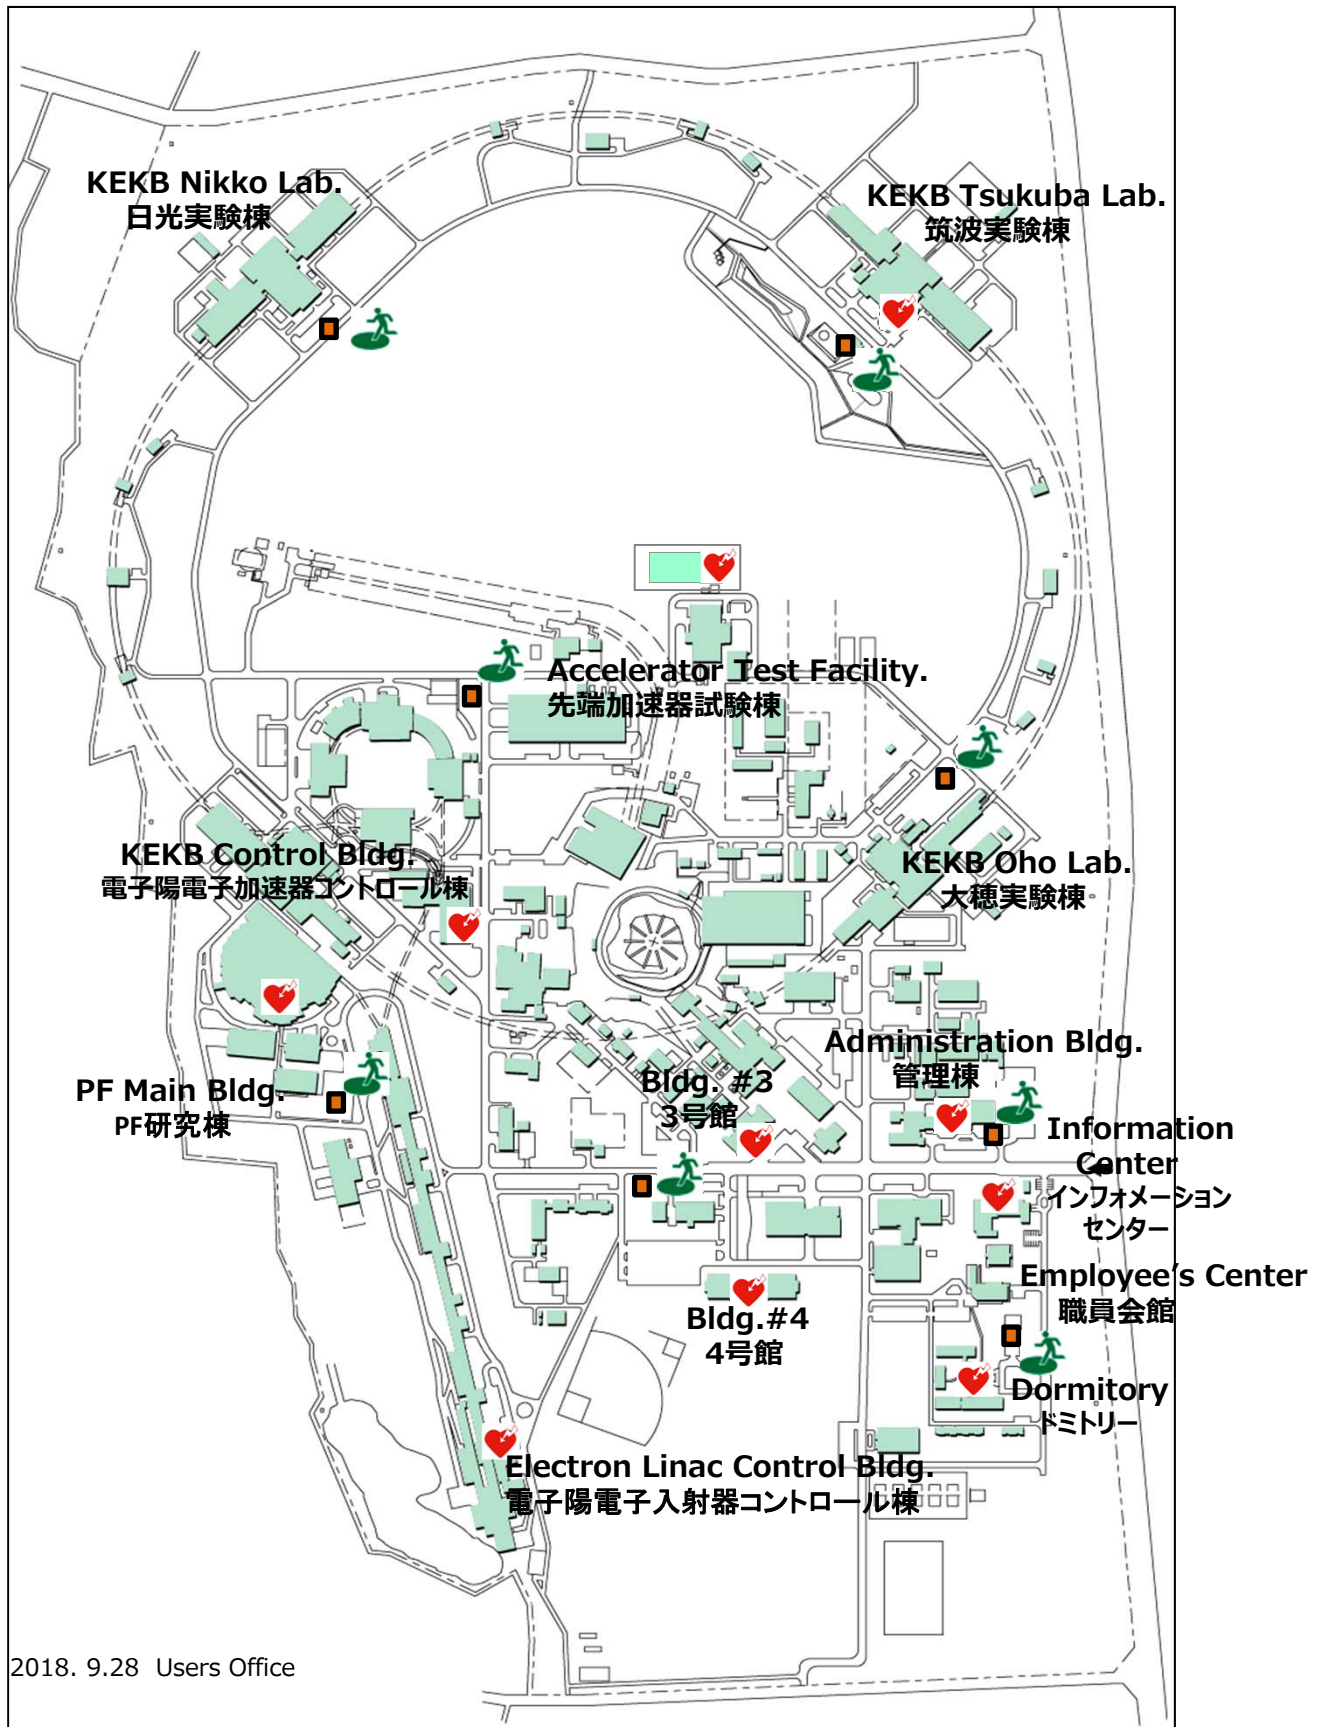 KEKB Nikko Lab.
日光実験棟
KEKB Tsukuba Lab.
筑波実験棟
Accelerator Test Facility.
先端加速器試験棟
KEKB Control Bldg.
電子陽電子加速器コントロール棟
KEKB Oho Lab.
大穂実験棟
Administration Bldg.
管理棟
Bldg. #3
3号館
PF Main Bldg.
PF研究棟
Information
Center
インフォメーション
センター
Employee's Center
職員会館
Bldg.#4
4号館
Dormitory
ドミトリー
Electron Linac Control Bldg.
電子陽電子入射器コントロール棟
2018. 9.28 Users Office